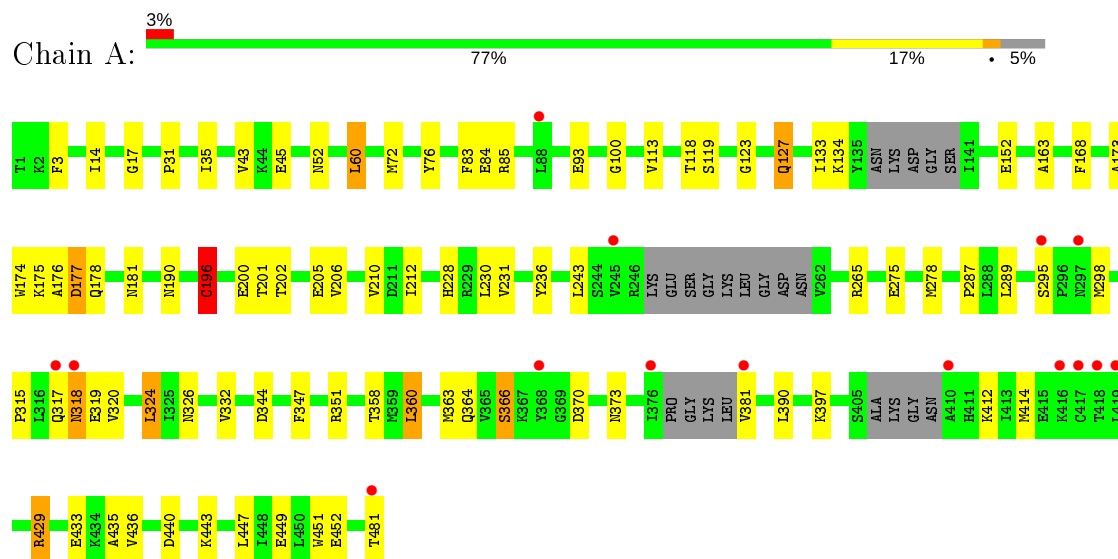 3%
Chain A:
77% 17% • 5%
T1 K2 F3 I14 G17 P31 I35 V43 K44 E45 N52 L60 M72 Y76 F83 E84 R85 L88 E93 G100 V113 T118 S119 G123 Q127 I133 K134 Y135 ASN LYS ASP GLY SER I141 E152 A163 F168 A173
W174 K175 A176 D177 Q178 N181 N190 C196 E200 T201 T202 E205 V206 V210 D211 I212 H228 R229 L230 V231 Y236 L243 S244 V245 R246 LYS GLU SER GLY LYS LEU GLY ASP ASN V262 R265 E275 M278 P287 L288 L289 S295 P296 N297 M298
P315 L316 Q317 N318 E319 V320 L324 I325 N326 V332 D344 F347 R351 T358 M359 L360 M363 Q364 V365 S366 K367 Y368 G369 D370 N373 I376 PRO GLY LYS LEU V381 L390 K397 S405 ALA LYS GLY ASN A410 H411 K412 I413 M414 E415 K416 C417 T418 L419
R429 E433 K434 A435 V436 D440 K443 L447 I448 E449 L450 W451 E452 T481